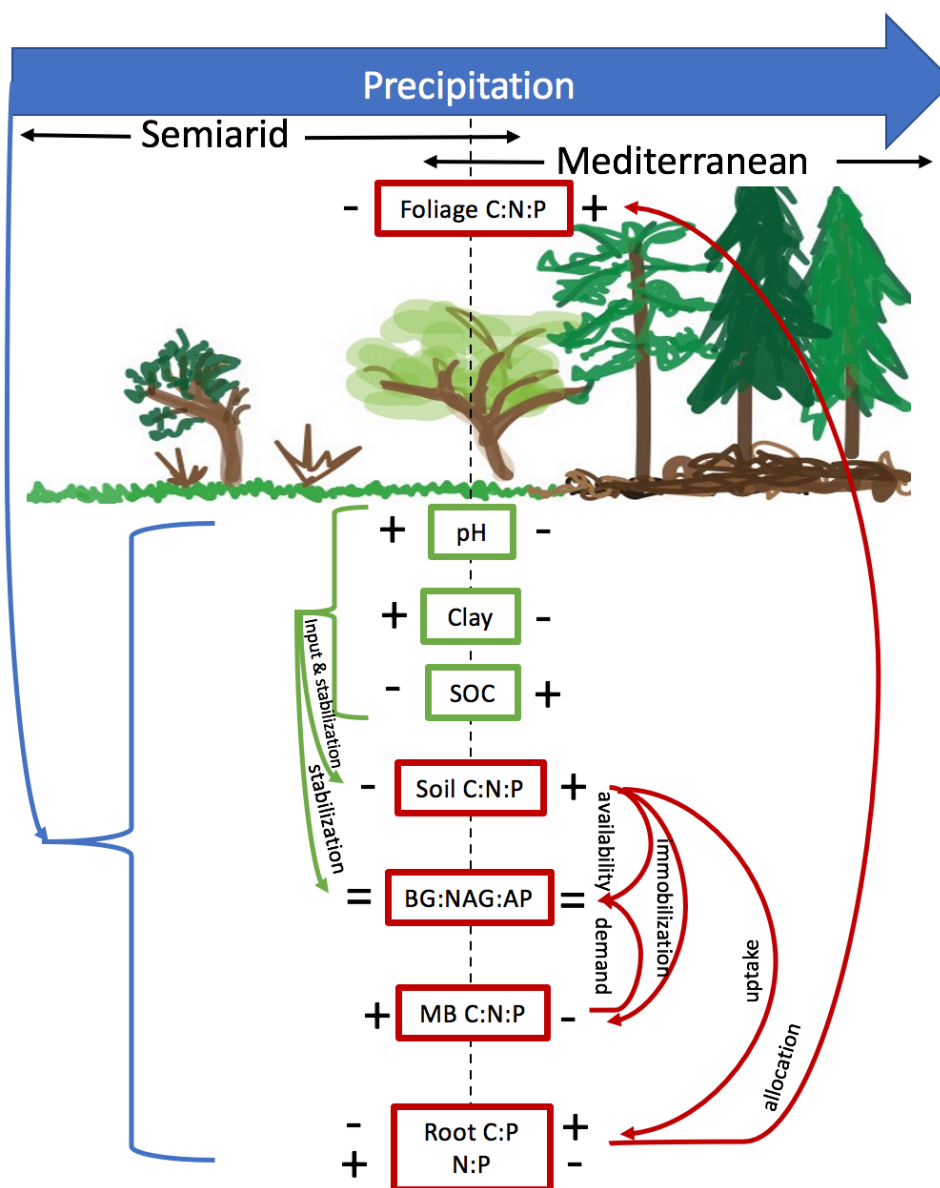 Precipitation
Semiarid
Mediterranean
- Foliage C:N:P +
+ pH -
+ Clay -
- SOC +
Input & stabilization
stabilization
- Soil C:N:P +
availability
immobilization
= BG:NAG:AP =
demand
uptake
+ MB C:N:P -
allocation
- Root C:P +
+ N:P -